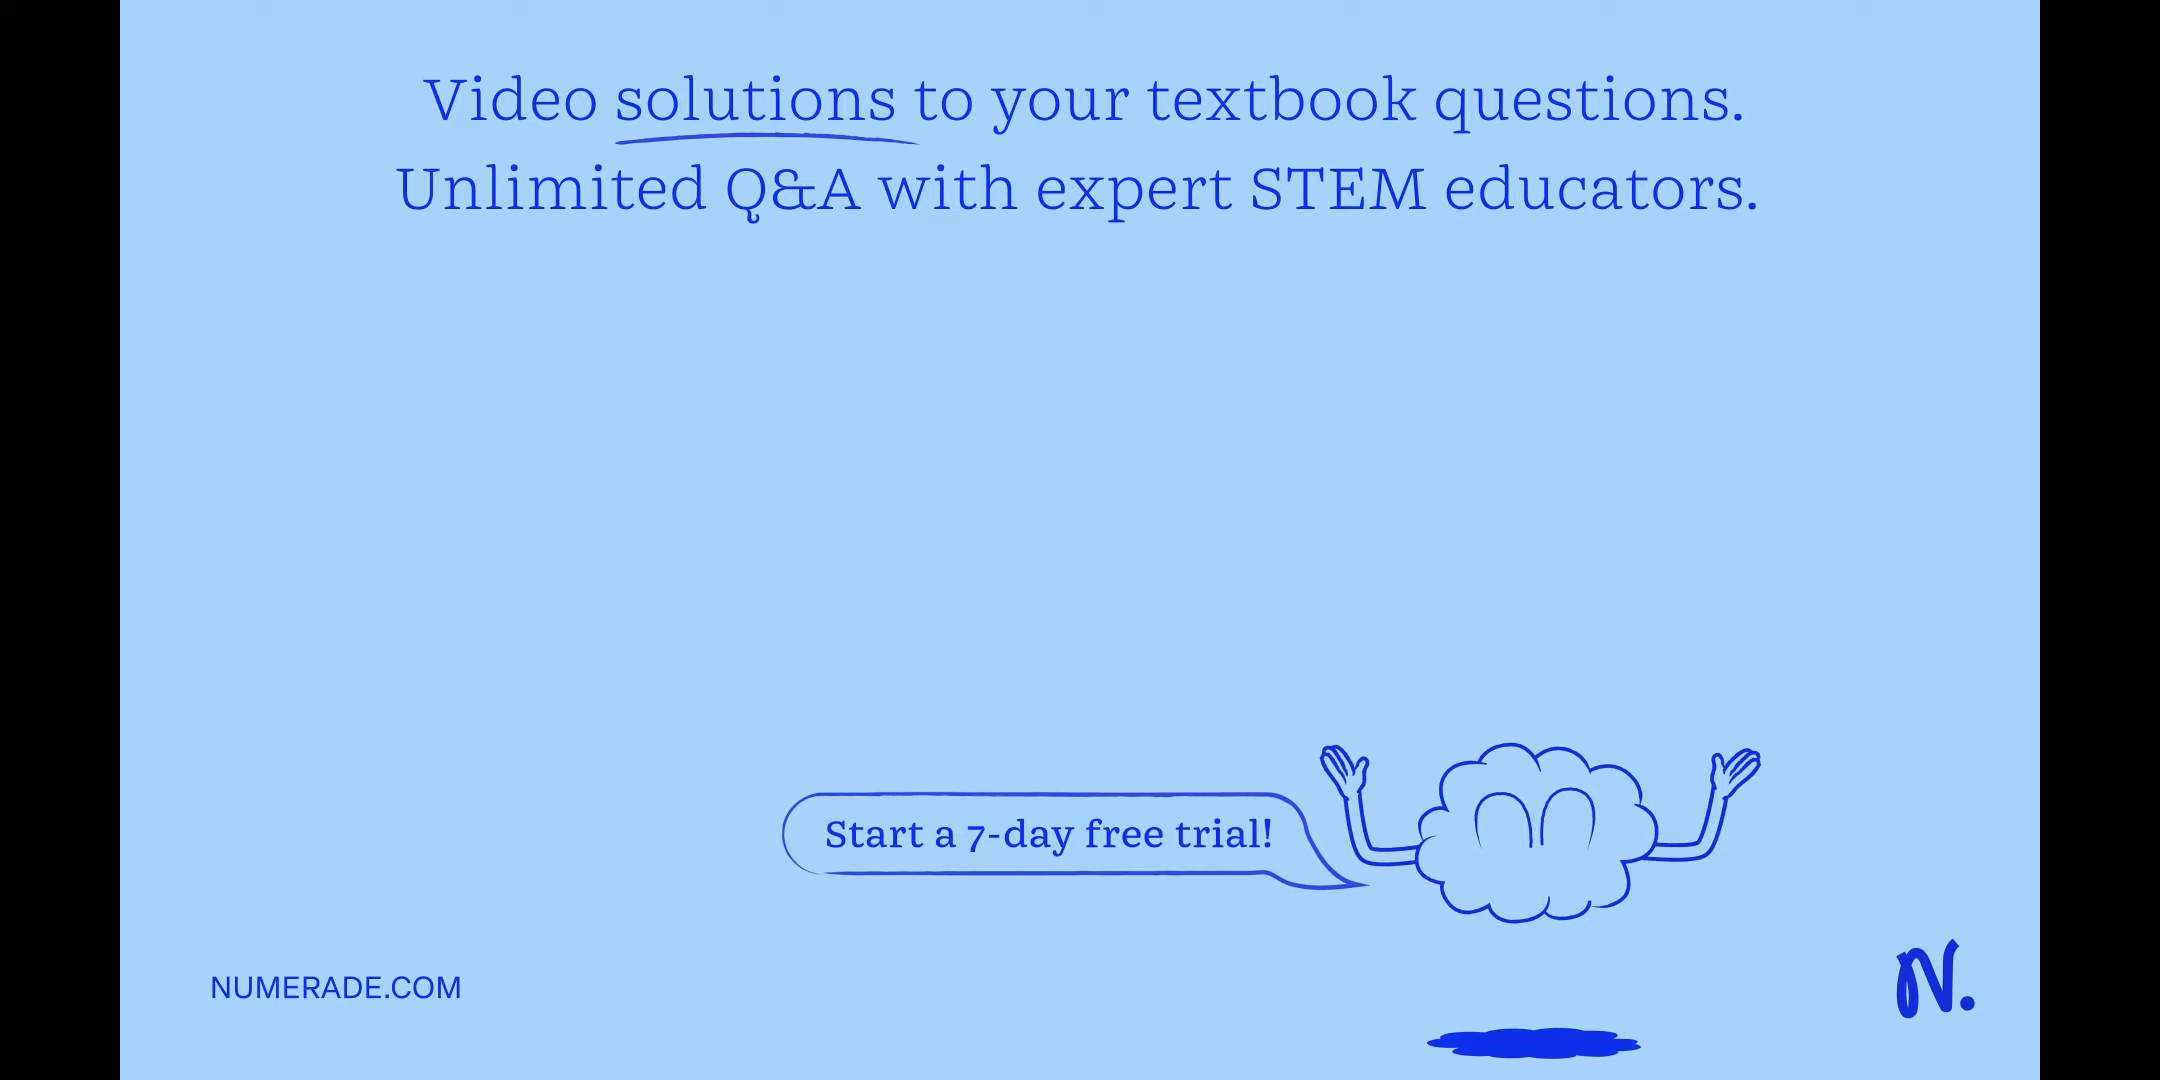 Video solutions to your textbook questions.
Unlimited Q&A with expert STEM educators.
Start a 7-day free trial!
NUMERADE.COM
N.